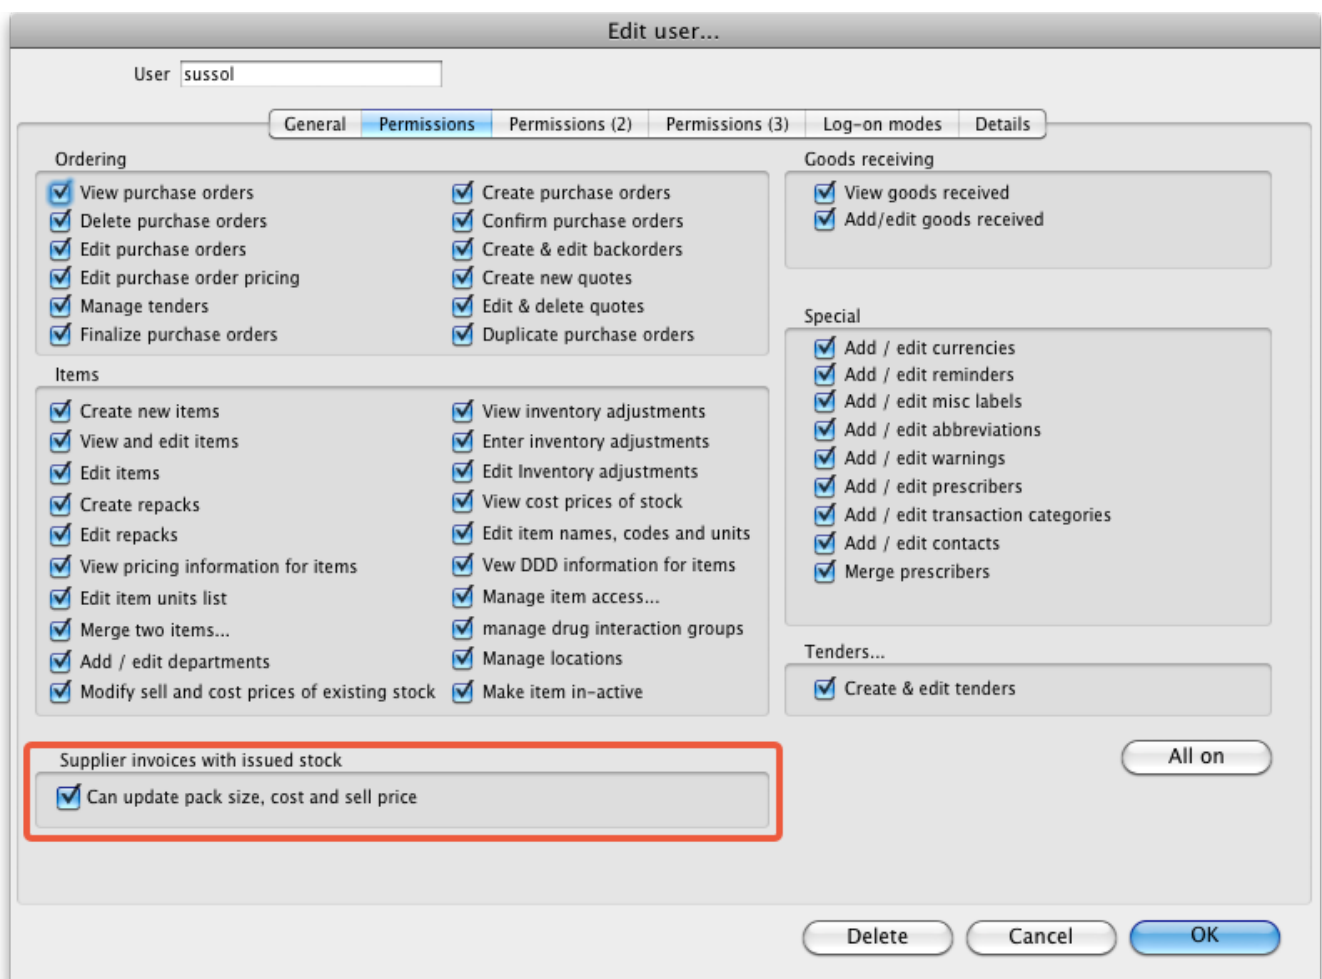 Edit user...
User sussol
General Permissions Permissions (2) Permissions (3) Log-on modes Details
Ordering
View purchase orders
Delete purchase orders
Edit purchase orders
Edit purchase order pricing
Manage tenders
Finalize purchase orders
Create purchase orders
Confirm purchase orders
Create & edit backorders
Create new quotes
Edit & delete quotes
Duplicate purchase orders
Items
Create new items
View and edit items
Edit items
Create repacks
Edit repacks
View pricing information for items
Edit item units list
Merge two items...
Add / edit departments
Modify sell and cost prices of existing stock
View inventory adjustments
Enter inventory adjustments
Edit Inventory adjustments
View cost prices of stock
Edit item names, codes and units
Vew DDD information for items
Manage item access...
manage drug interaction groups
Manage locations
Make item in-active
Supplier invoices with issued stock
Can update pack size, cost and sell price
Goods receiving
View goods received
Add/edit goods received
Special
Add / edit currencies
Add / edit reminders
Add / edit misc labels
Add / edit abbreviations
Add / edit warnings
Add / edit prescribers
Add / edit transaction categories
Add / edit contacts
Merge prescribers
Tenders...
Create & edit tenders
All on
Delete Cancel OK